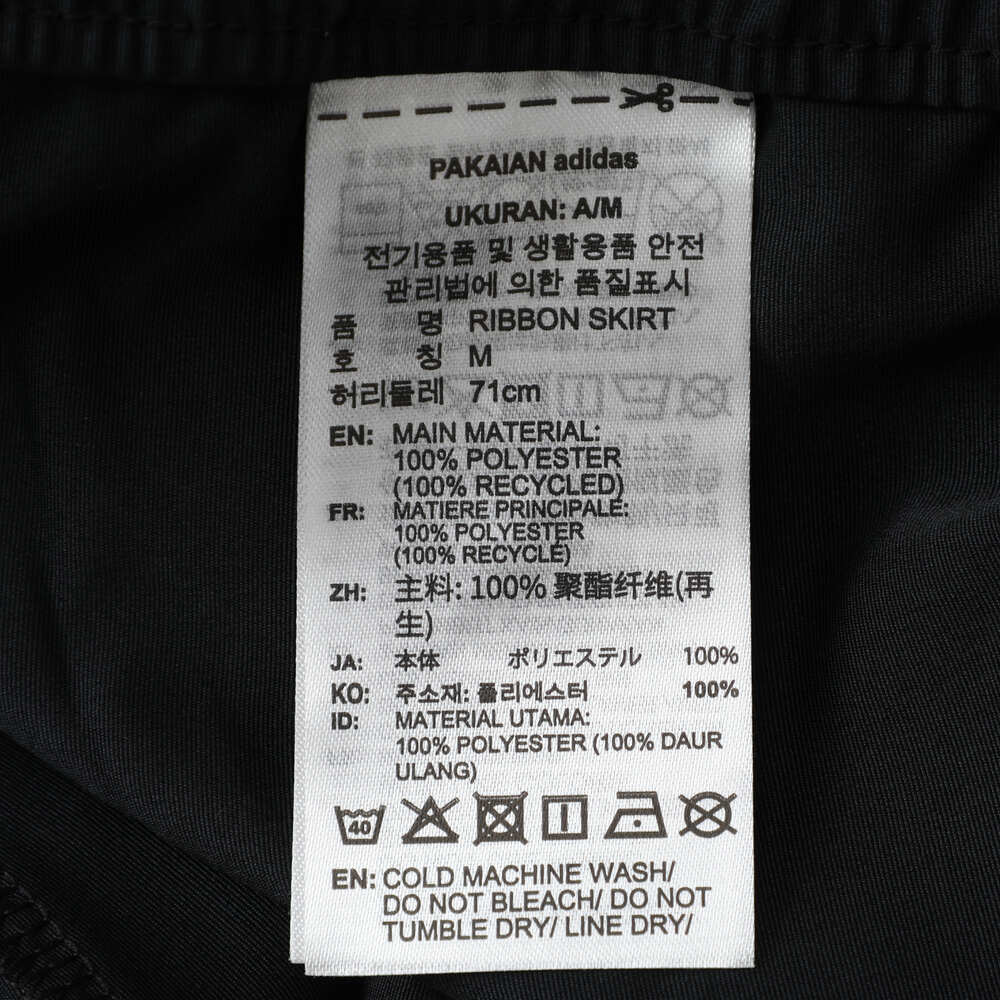 PAKAIAN adidas
UKURAN: A/M
전기용품 및 생활용품 안전
관리법에 의한 품질표시
품 명 RIBBON SKIRT
호 칭 M
허리둘레 71cm
EN: MAIN MATERIAL:
100% POLYESTER
(100% RECYCLED)
FR: MATIERE PRINCIPALE:
100% POLYESTER
(100% RECYCLÉ)
ZH: 主料: 100% 聚酯纤维(再
生)
JA: 本体 ポリエステル 100%
KO: 주소재: 폴리에스터 100%
ID: MATERIAL UTAMA:
100% POLYESTER (100% DAUR
ULANG)
40
EN: COLD MACHINE WASH/
DO NOT BLEACH/ DO NOT
TUMBLE DRY/ LINE DRY/